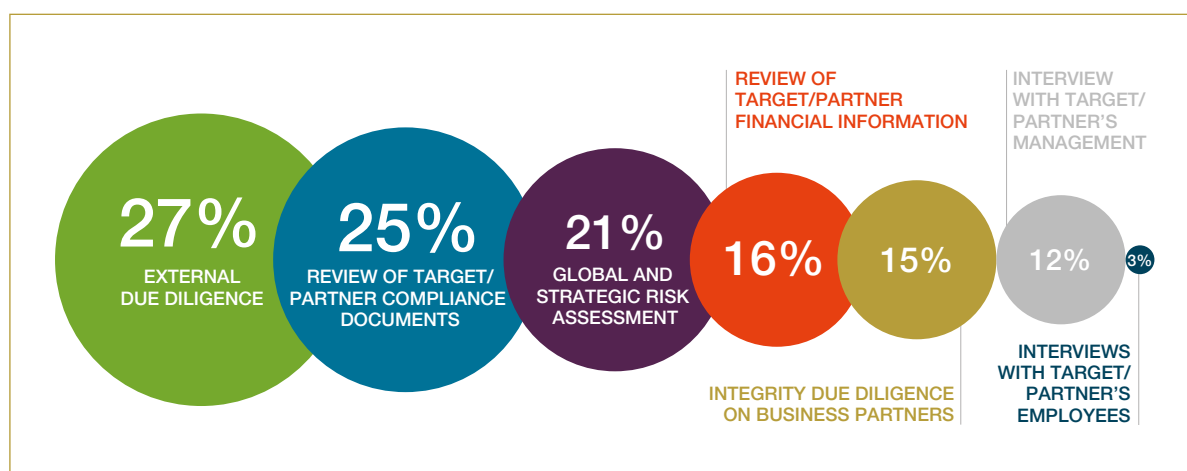 27%
EXTERNAL
DUE DILIGENCE
25%
REVIEW OF TARGET/
PARTNER COMPLIANCE
DOCUMENTS
21%
GLOBAL AND
STRATEGIC RISK
ASSESSMENT
REVIEW OF
TARGET/PARTNER
FINANCIAL INFORMATION
16%
15%
INTEGRITY DUE DILIGENCE
ON BUSINESS PARTNERS
INTERVIEW
WITH TARGET/
PARTNER'S
MANAGEMENT
12%
3%
INTERVIEWS
WITH TARGET/
PARTNER'S
EMPLOYEES